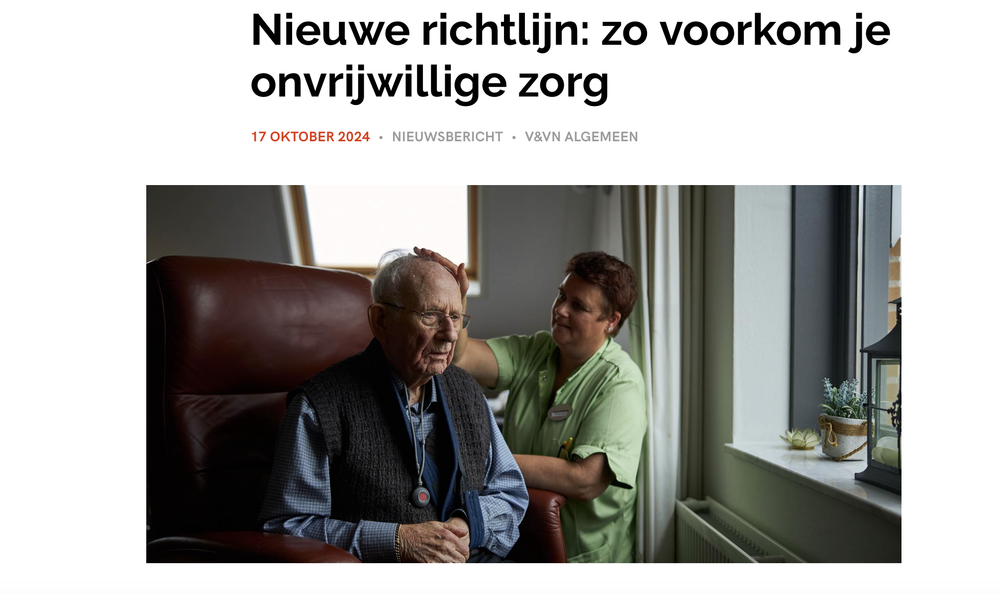 Nieuwe richtlijn: zo voorkom je
onvrijwillige zorg
17 OKTOBER 2024 • NIEUWSBERICHT • V&VN ALGEMEEN